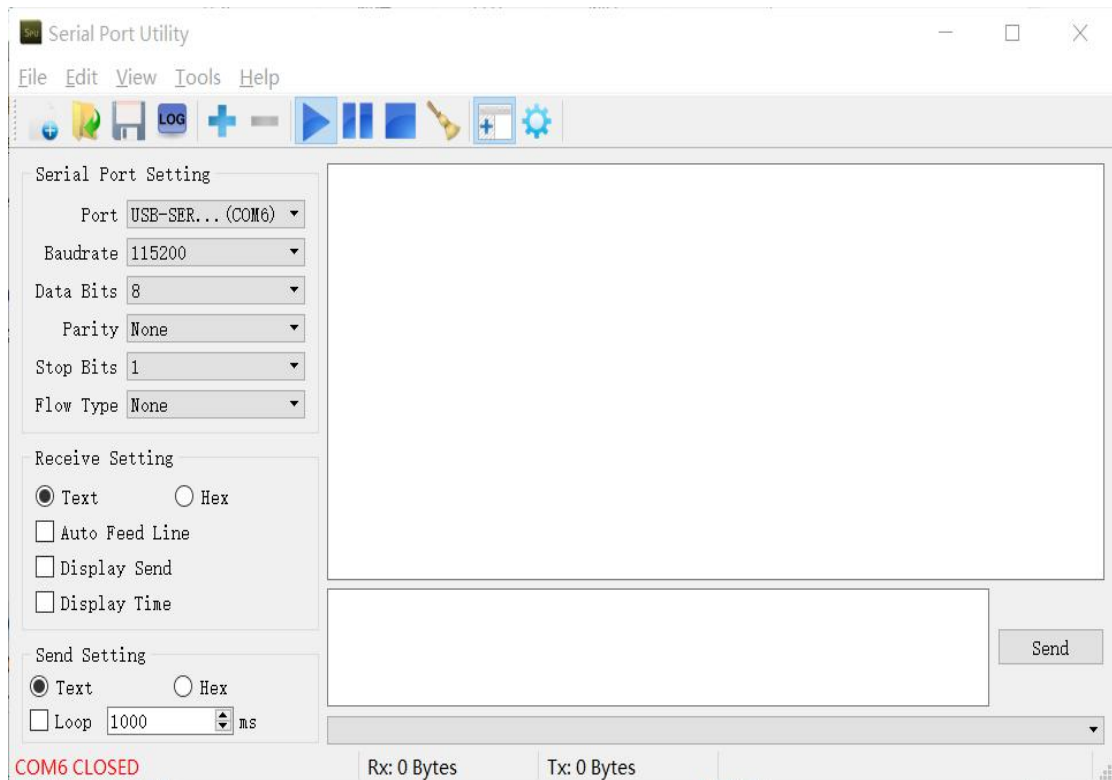 Spu Serial Port Utility
File Edit View Tools Help
LOG
Serial Port Setting
Port USB-SER...(COM6)
Baudrate 115200
Data Bits 8
Parity None
Stop Bits 1
Flow Type None
Receive Setting
Text Hex
Auto Feed Line
Display Send
Display Time
Send
Send Setting
Text Hex
Loop 1000 ms
COM6 CLOSED Rx: 0 Bytes Tx: 0 Bytes